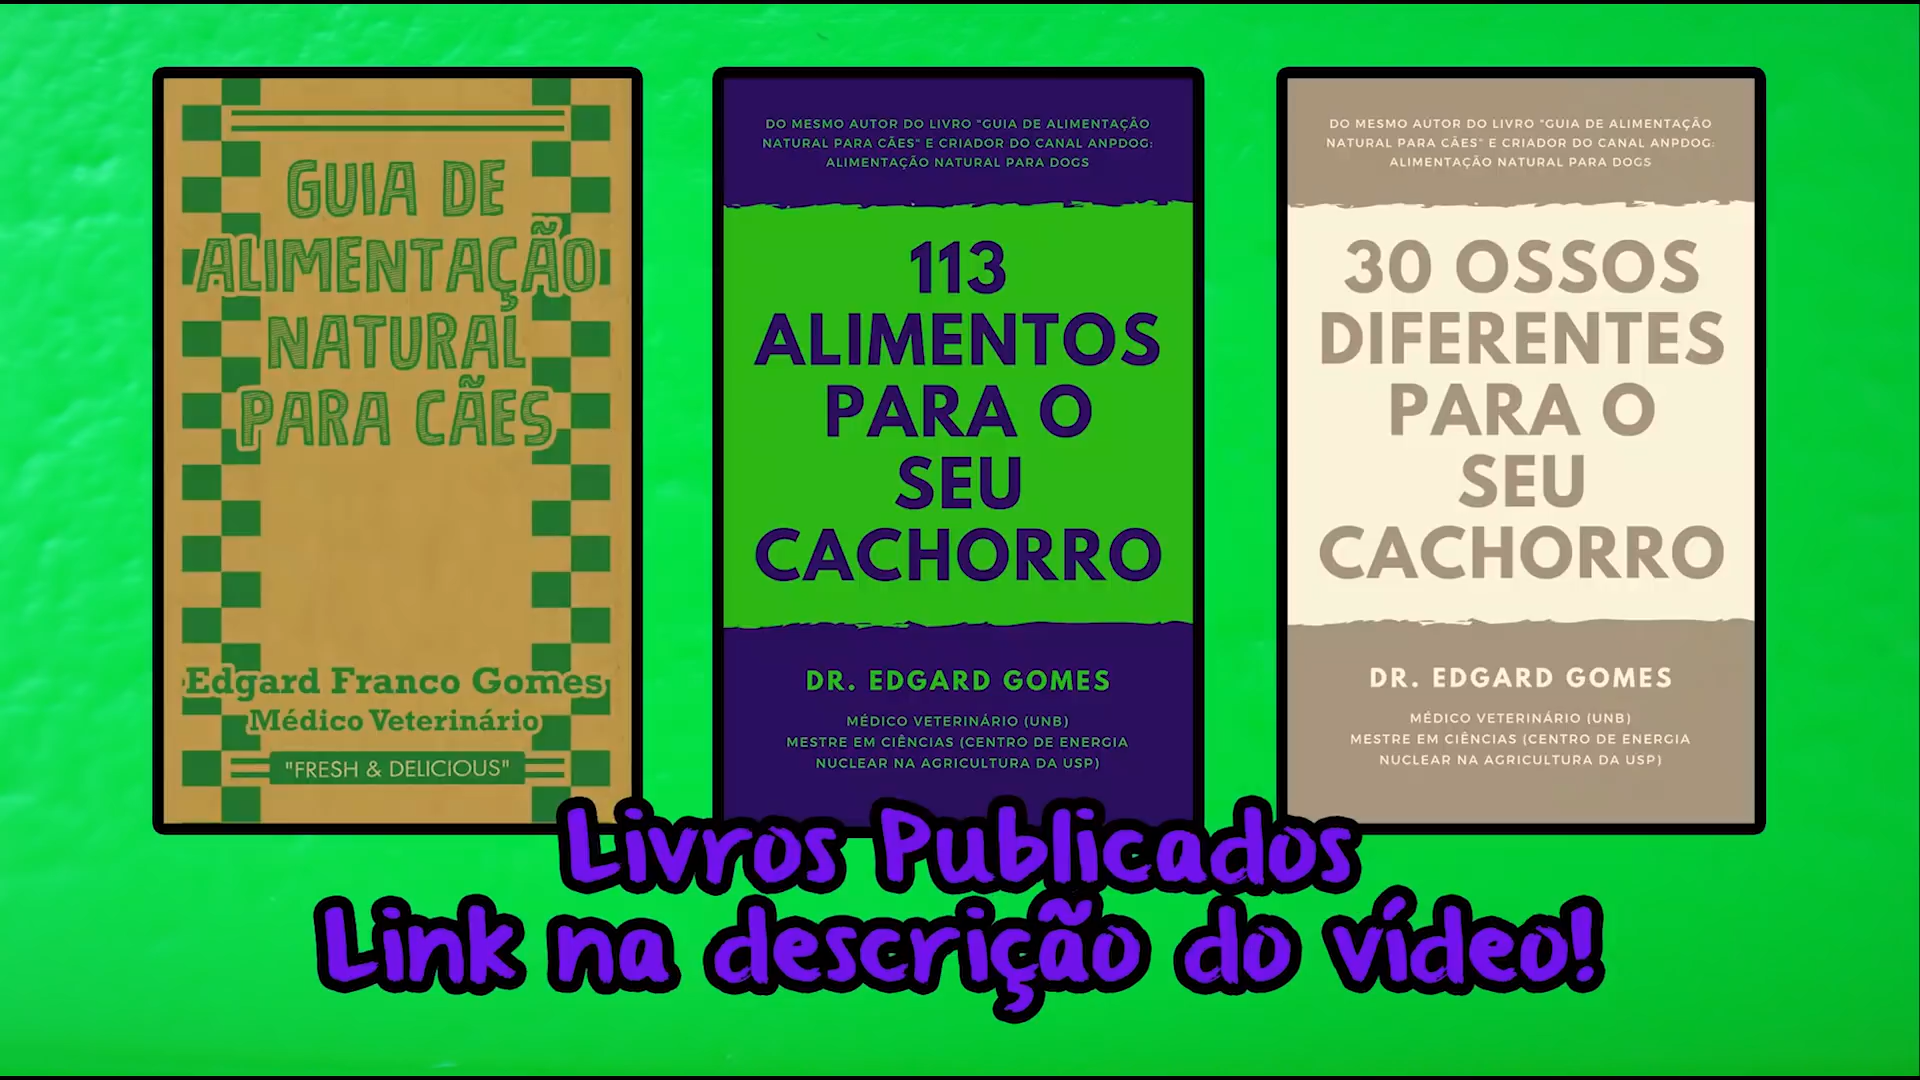 GUIA DE
ALIMENTAÇÃO
NATURAL
PARA CÃES
Edgard Franco Gomes
Médico Veterinário
"FRESH & DELICIOUS"
DO MESMO AUTOR DO LIVRO "GUIA DE ALIMENTAÇÃO
NATURAL PARA CÃES" E CRIADOR DO CANAL ANPDOG:
ALIMENTAÇÃO NATURAL PARA DOGS
113
ALIMENTOS
PARA O
SEU
CACHORRO
DR. EDGARD GOMES
MÉDICO VETERINÁRIO (UNB)
MESTRE EM CIÊNCIAS (CENTRO DE ENERGIA
NUCLEAR NA AGRICULTURA DA USP)
DO MESMO AUTOR DO LIVRO "GUIA DE ALIMENTAÇÃO
NATURAL PARA CÃES" E CRIADOR DO CANAL ANPDOG:
ALIMENTAÇÃO NATURAL PARA DOGS
30 OSSOS
DIFERENTES
PARA O
SEU
CACHORRO
DR. EDGARD GOMES
MÉDICO VETERINÁRIO (UNB)
MESTRE EM CIÊNCIAS (CENTRO DE ENERGIA
NUCLEAR NA AGRICULTURA DA USP)
Livros Publicados
Link na descrição do vídeo!